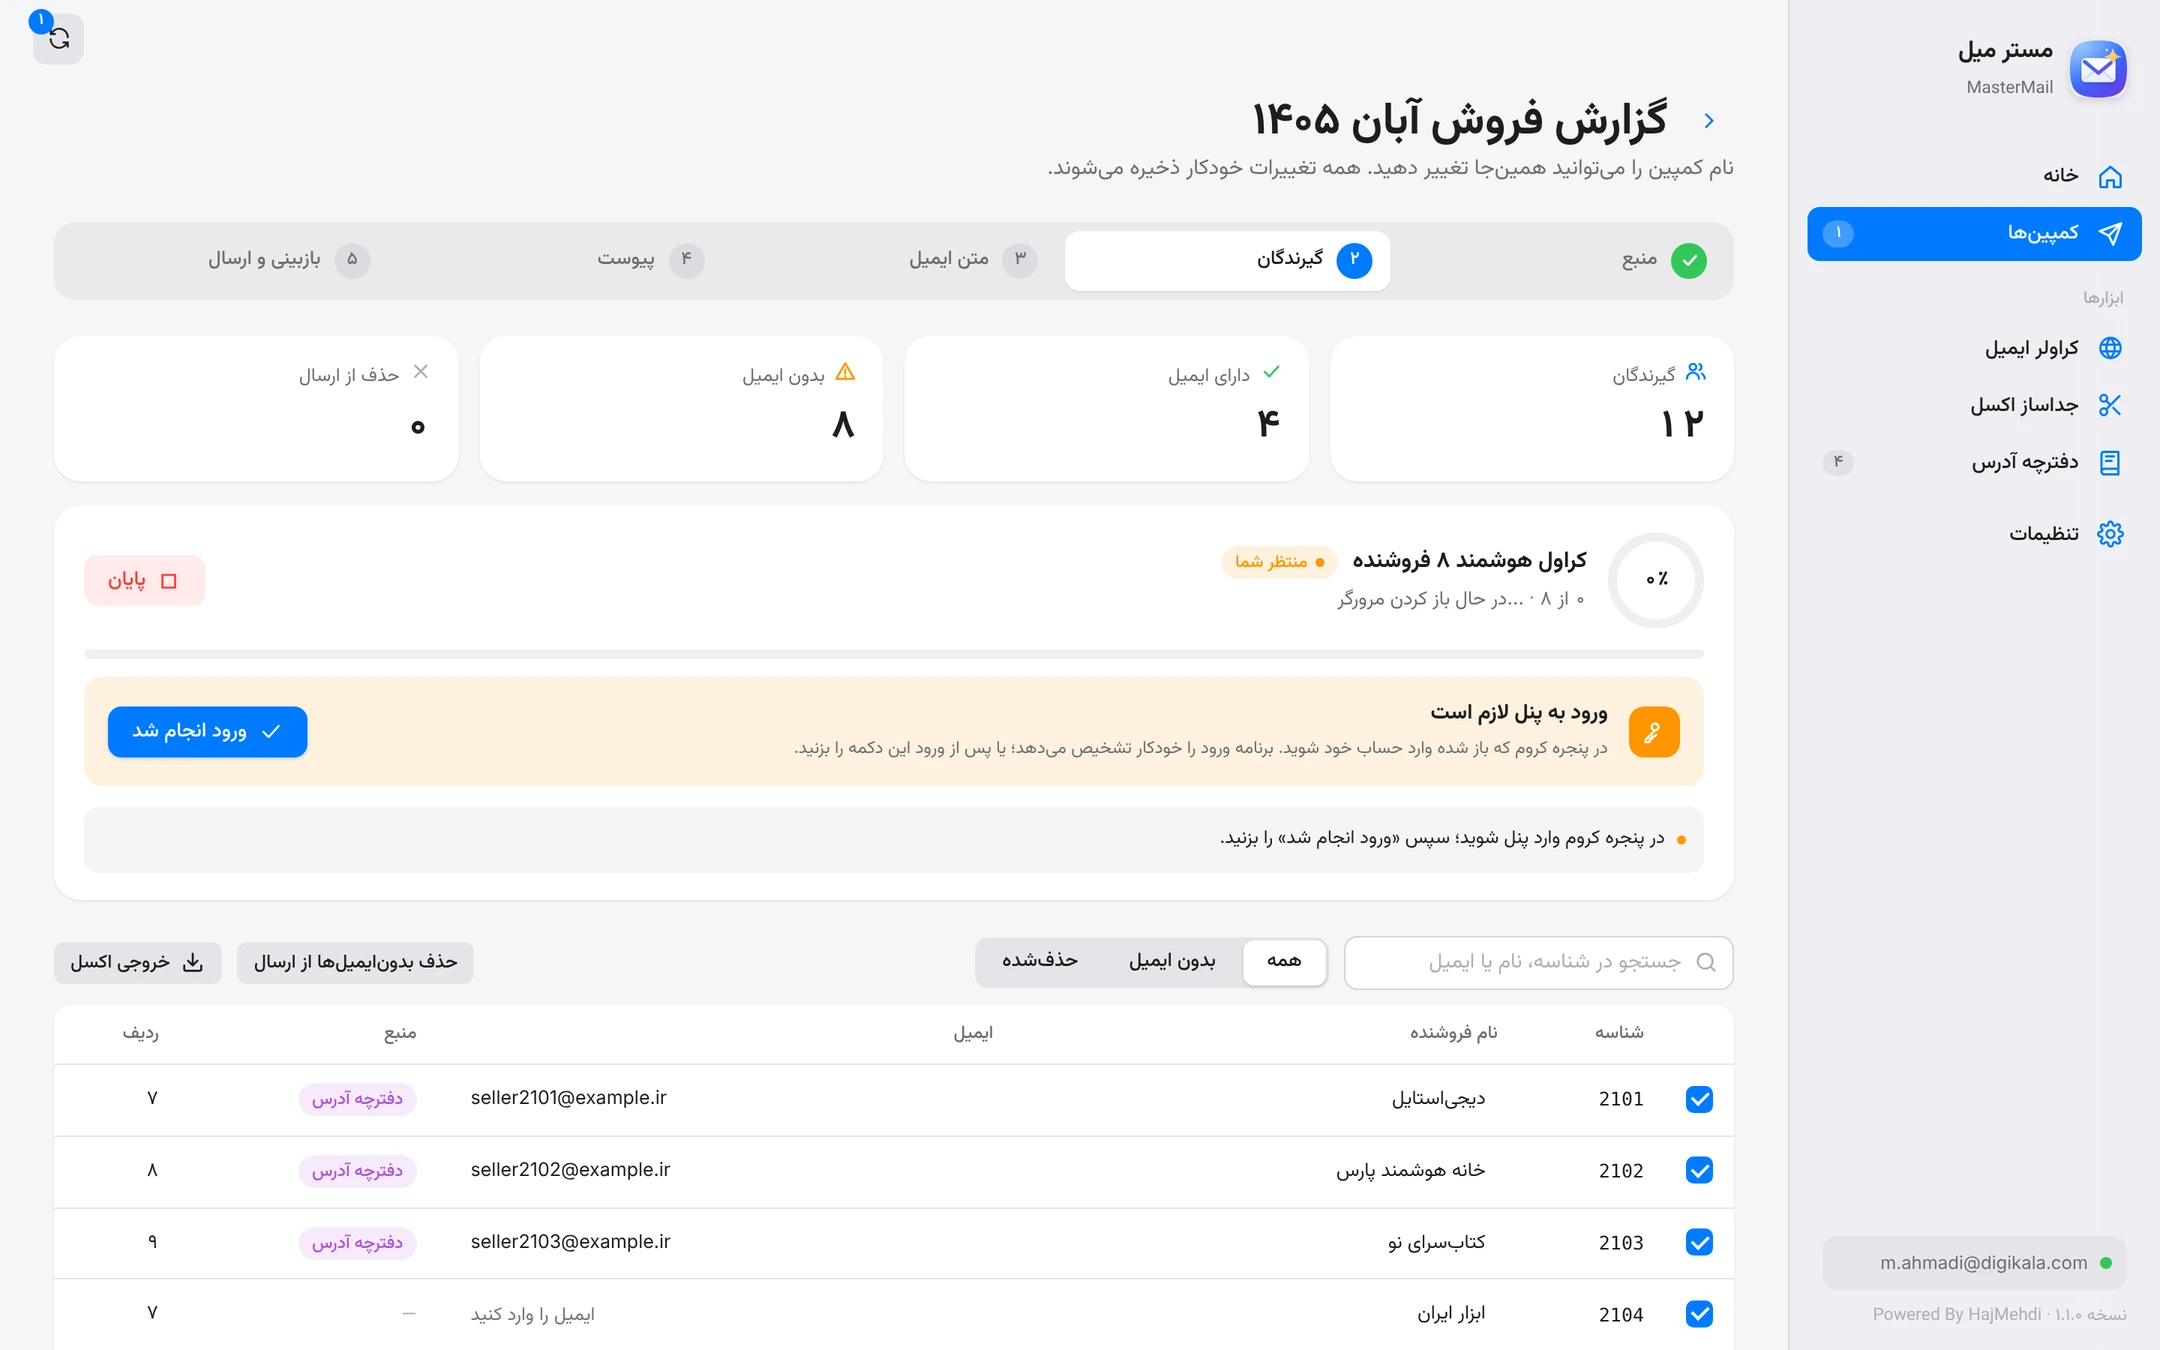 مستر میل
MasterMail
خانه
کمپین‌ها ۱
ابزارها
کراولر ایمیل
جداساز اکسل
دفترچه آدرس ۴
تنظیمات
m.ahmadi@digikala.com
نسخه ۱.۱.۰ · Powered By HajMehdi
۱
گزارش فروش آبان ۱۴۰۵
نام کمپین را می‌توانید همین‌جا تغییر دهید. همه تغییرات خودکار ذخیره می‌شوند.
منبع ۲ گیرندگان ۳ متن ایمیل ۴ پیوست ۵ بازبینی و ارسال
گیرندگان دارای ایمیل بدون ایمیل حذف از ارسال
۱۲ ۴ ۸ ۰
۰٪
کراول هوشمند ۸ فروشنده منتظر شما
۰ از ۸ · ...در حال باز کردن مرورگر
پایان
ورود به پنل لازم است
در پنجره کروم که باز شده وارد حساب خود شوید. برنامه ورود را خودکار تشخیص می‌دهد؛ یا پس از ورود این دکمه را بزنید.
ورود انجام شد
در پنجره کروم وارد پنل شوید؛ سپس «ورود انجام شد» را بزنید.
جستجو در شناسه، نام یا ایمیل همه بدون ایمیل حذف‌شده حذف بدون‌ایمیل‌ها از ارسال خروجی اکسل
شناسه نام فروشنده ایمیل منبع ردیف
2101 دیجی‌استایل seller2101@example.ir دفترچه آدرس ۷
2102 خانه هوشمند پارس seller2102@example.ir دفترچه آدرس ۸
2103 کتاب‌سرای نو seller2103@example.ir دفترچه آدرس ۹
2104 ابزار ایران ایمیل را وارد کنید — ۷